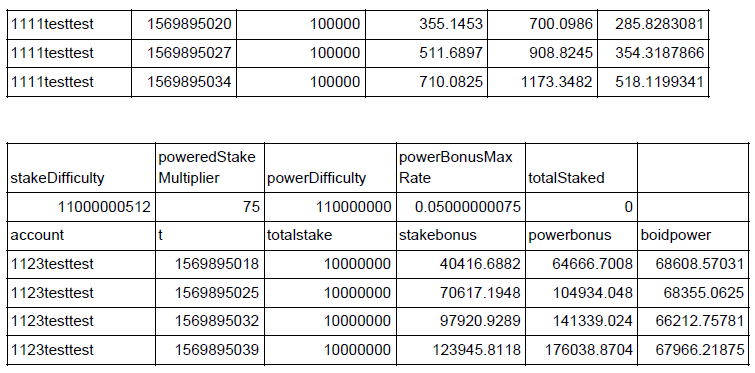 1111testtest 1569895020 100000 355.1453 700.0986 285.8283081
1111testtest 1569895027 100000 511.6897 908.8245 354.3187866
1111testtest 1569895034 100000 710.0825 1173.3482 518.1199341
stakeDifficulty poweredStake Multiplier powerDifficulty powerBonusMax Rate totalStaked
11000000512 75 110000000 0.05000000075 0
account t totalstake stakebonus powerbonus boidpower
1123testtest 1569895018 10000000 40416.6882 64666.7008 68608.57031
1123testtest 1569895025 10000000 70617.1948 104934.048 68355.0625
1123testtest 1569895032 10000000 97920.9289 141339.024 66212.75781
1123testtest 1569895039 10000000 123945.8118 176038.8704 67966.21875